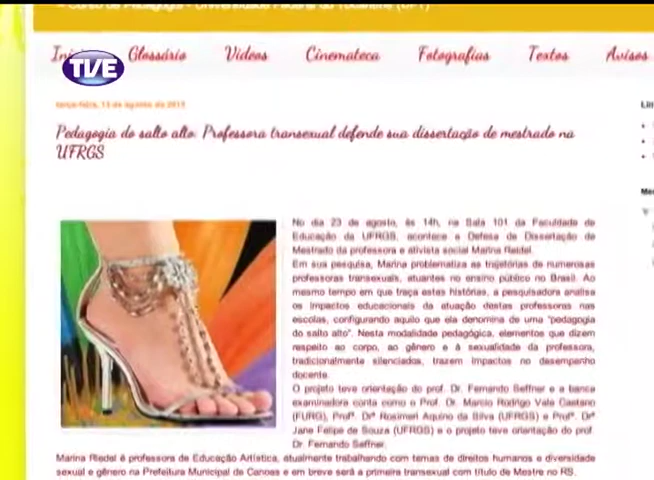 Curso de Pedagogia - Universidade Federal do Tocantins (UFT)
TVE Glossário Vídeos Cinemateca Fotografias Textos Avisos
terça-feira, 13 de agosto de 2013
Pedagogia do salto alto: Professora transexual defende sua dissertação de mestrado na
UFRGS
No dia 23 de agosto, às 14h, na Sala 101 da Faculdade de
Educação da UFRGS, acontece a Defesa de Dissertação de
Mestrado da professora e ativista social Marina Reidel.
Em sua pesquisa, Marina problematiza as trajetórias de numerosas
professoras transexuais, atuantes no ensino público no Brasil. Ao
mesmo tempo em que traça estas histórias, a pesquisadora analisa
os impactos educacionais da atuação destas professoras nas
escolas, configurando aquilo que ela denomina de uma "pedagogia
do salto alto". Nesta modalidade pedagógica, elementos que dizem
respeito ao corpo, ao gênero e à sexualidade da professora,
tradicionalmente silenciados, trazem impactos no desempenho
docente.
O projeto teve orientação do prof. Dr. Fernando Seffner e a banca
examinadora conta como o Prof. Dr. Marcio Rodrigo Vale Caetano
(FURG), Profª. Drª Rosimeri Aquino da Silva (UFRGS) e Profª. Drª
Jane Felipe de Souza (UFRGS) e o projeto teve orientação do prof.
Dr. Fernando Seffner.
Marina Riedel é professora de Educação Artística, atualmente trabalhando com temas de direitos humanos e diversidade
sexual e gênero na Prefeitura Municipal de Canoas e em breve será a primeira transexual com título de Mestre no RS.